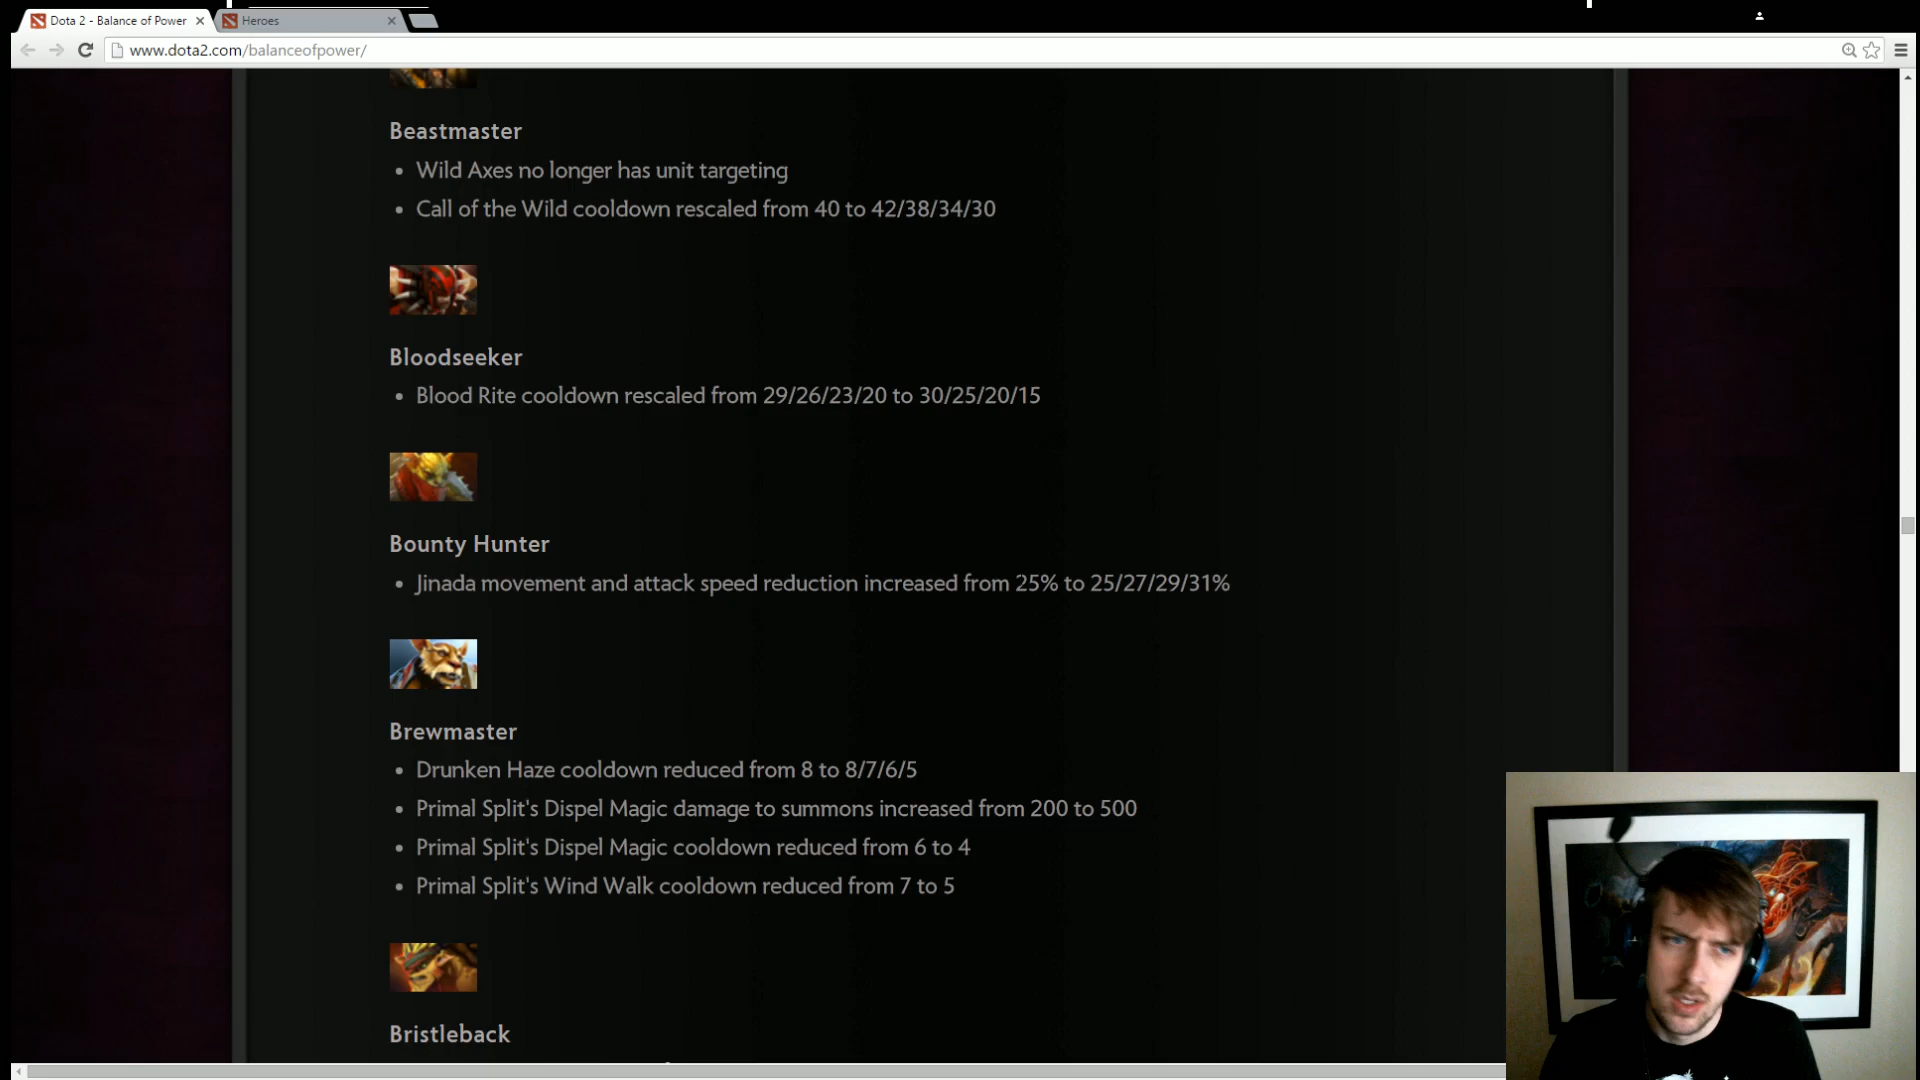 Dota 2 - Balance of Power
Heroes
www.dota2.com/balanceofpower/
Beastmaster
• Wild Axes no longer has unit targeting
• Call of the Wild cooldown rescaled from 40 to 42/38/34/30
Bloodseeker
• Blood Rite cooldown rescaled from 29/26/23/20 to 30/25/20/15
Bounty Hunter
• Jinada movement and attack speed reduction increased from 25% to 25/27/29/31%
Brewmaster
• Drunken Haze cooldown reduced from 8 to 8/7/6/5
• Primal Split's Dispel Magic damage to summons increased from 200 to 500
• Primal Split's Dispel Magic cooldown reduced from 6 to 4
• Primal Split's Wind Walk cooldown reduced from 7 to 5
Bristleback